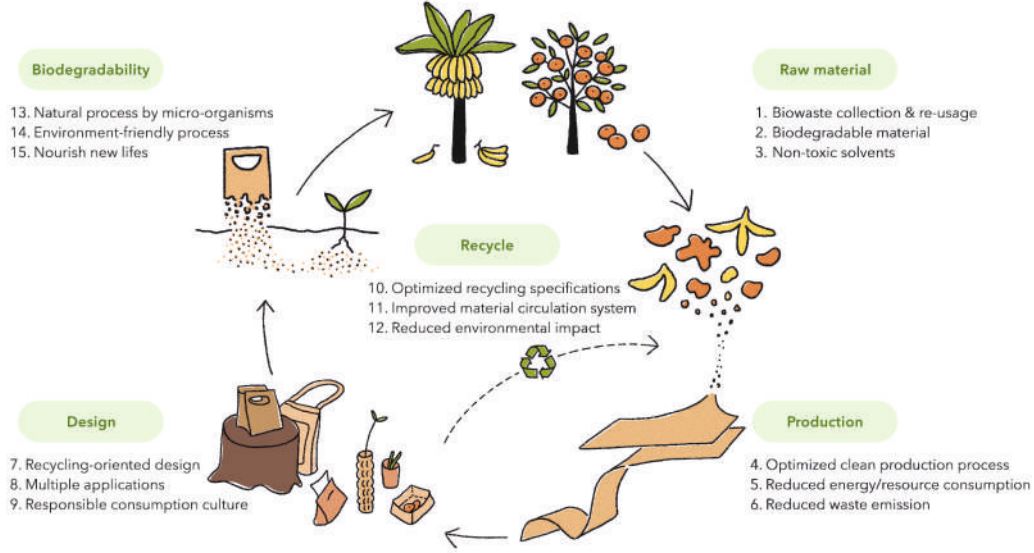 Biodegradability
13. Natural process by micro-organisms
14. Environment-friendly process
15. Nourish new lifes
Raw material
1. Biowaste collection & re-usage
2. Biodegradable material
3. Non-toxic solvents
Recycle
10. Optimized recycling specifications
11. Improved material circulation system
12. Reduced environmental impact
Design
7. Recycling-oriented design
8. Multiple applications
9. Responsible consumption culture
Production
4. Optimized clean production process
5. Reduced energy/resource consumption
6. Reduced waste emission